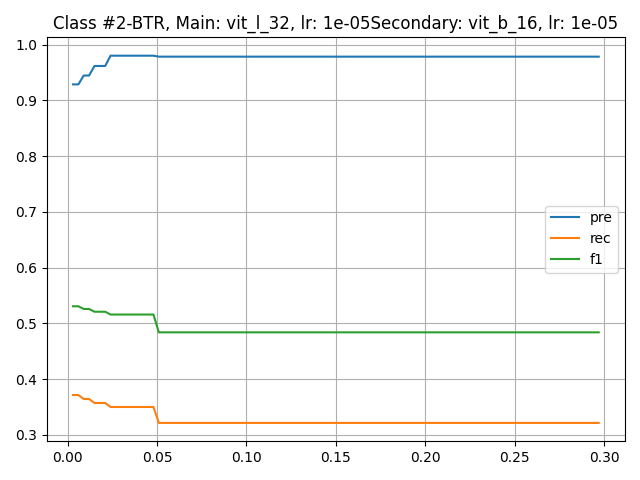 Class #2-BTR, Main: vit_l_32, lr: 1e-05Secondary: vit_b_16, lr: 1e-05
1.0
0.9
0.8
0.7
0.6
0.5
0.4
0.3
pre
rec
f1
0.00 0.05 0.10 0.15 0.20 0.25 0.30